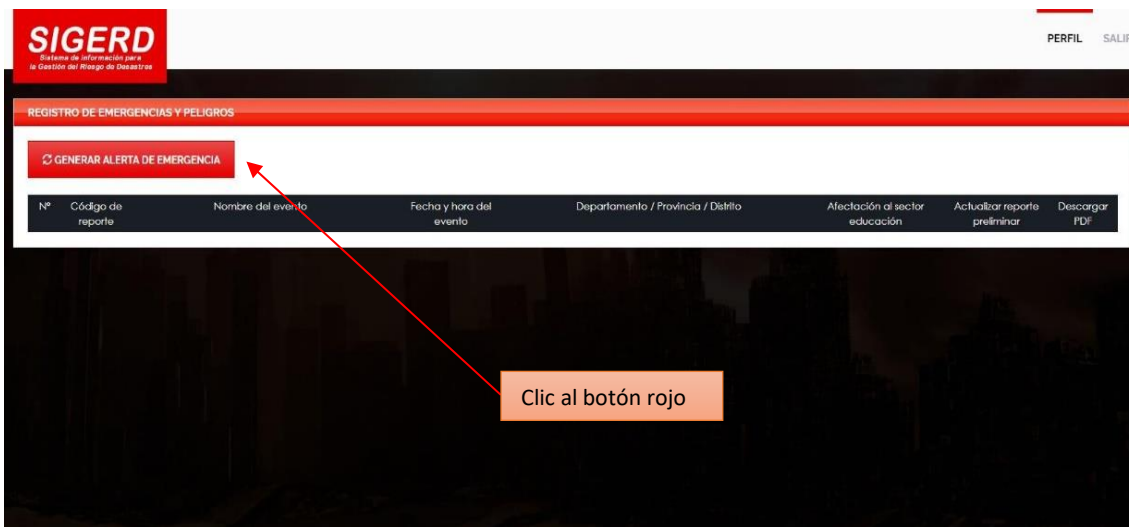 SIGERD
Sistema de información para
la Gestión del Riesgo de Desastres
PERFIL SALIR
REGISTRO DE EMERGENCIAS Y PELIGROS
GENERAR ALERTA DE EMERGENCIA
Nº Código de reporte Nombre del evento Fecha y hora del evento Departamento / Provincia / Distrito Afectación al sector educación Actualizar reporte preliminar Descargar PDF
Clic al botón rojo